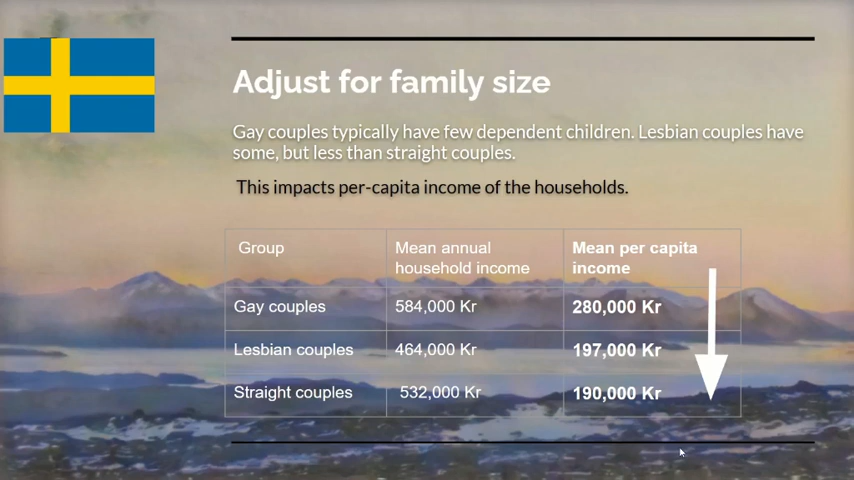 Adjust for family size
Gay couples typically have few dependent children. Lesbian couples have
some, but less than straight couples.
This impacts per-capita income of the households.
Group
Mean annual
household income
Mean per capita
income
Gay couples
584,000 Kr
280,000 Kr
Lesbian couples
464,000 Kr
197,000 Kr
Straight couples
532,000 Kr
190,000 Kr